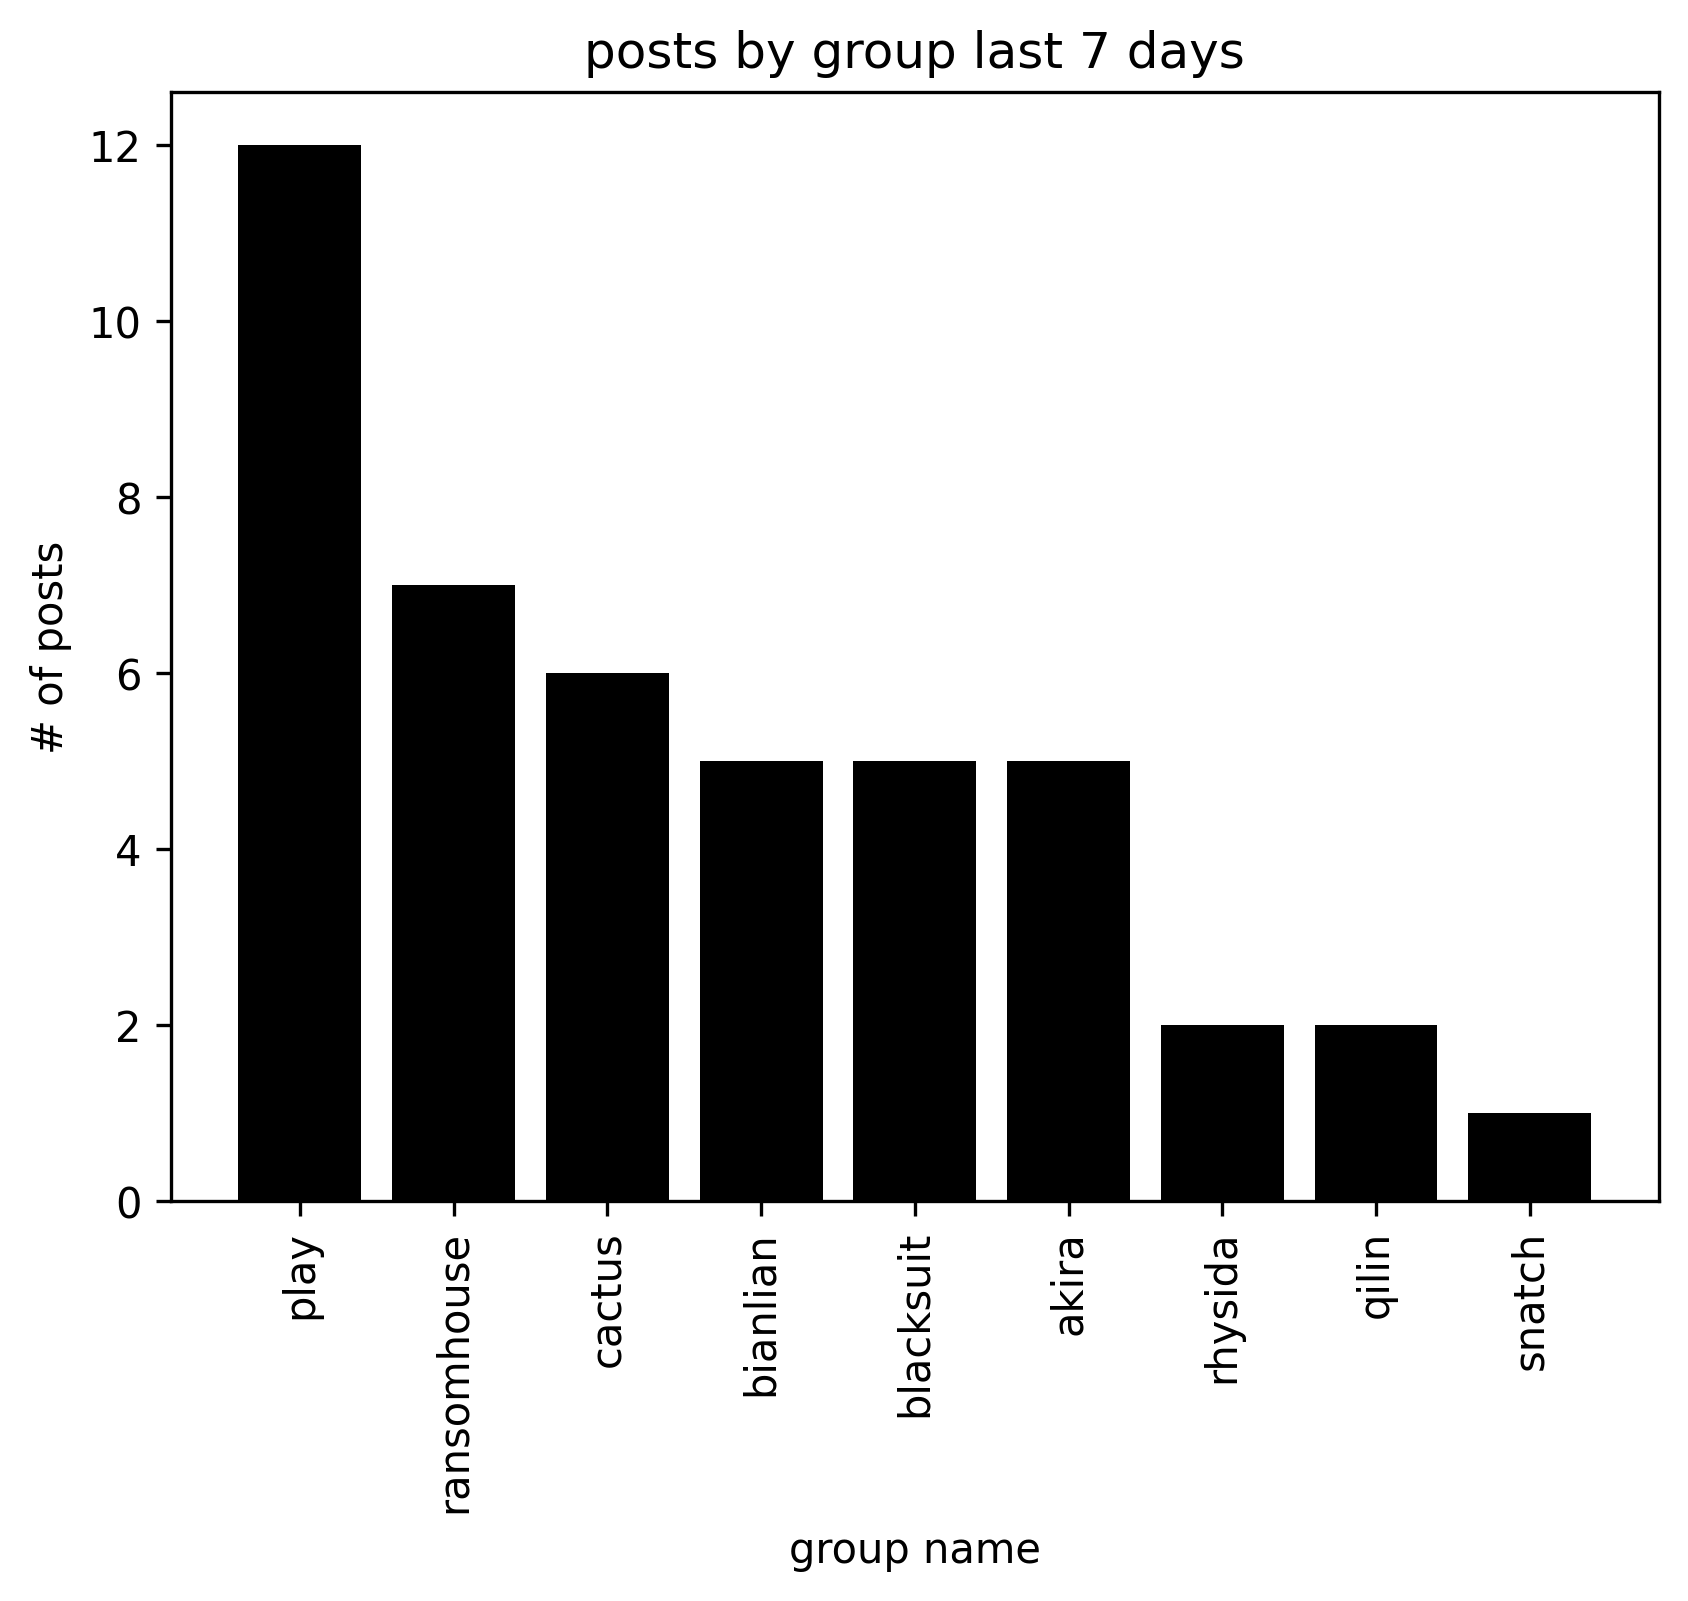 posts by group last 7 days
# of posts
12
10
8
6
4
2
0
play
ransomhouse
cactus
bianlian
blacksuit
akira
rhysida
qilin
snatch
group name